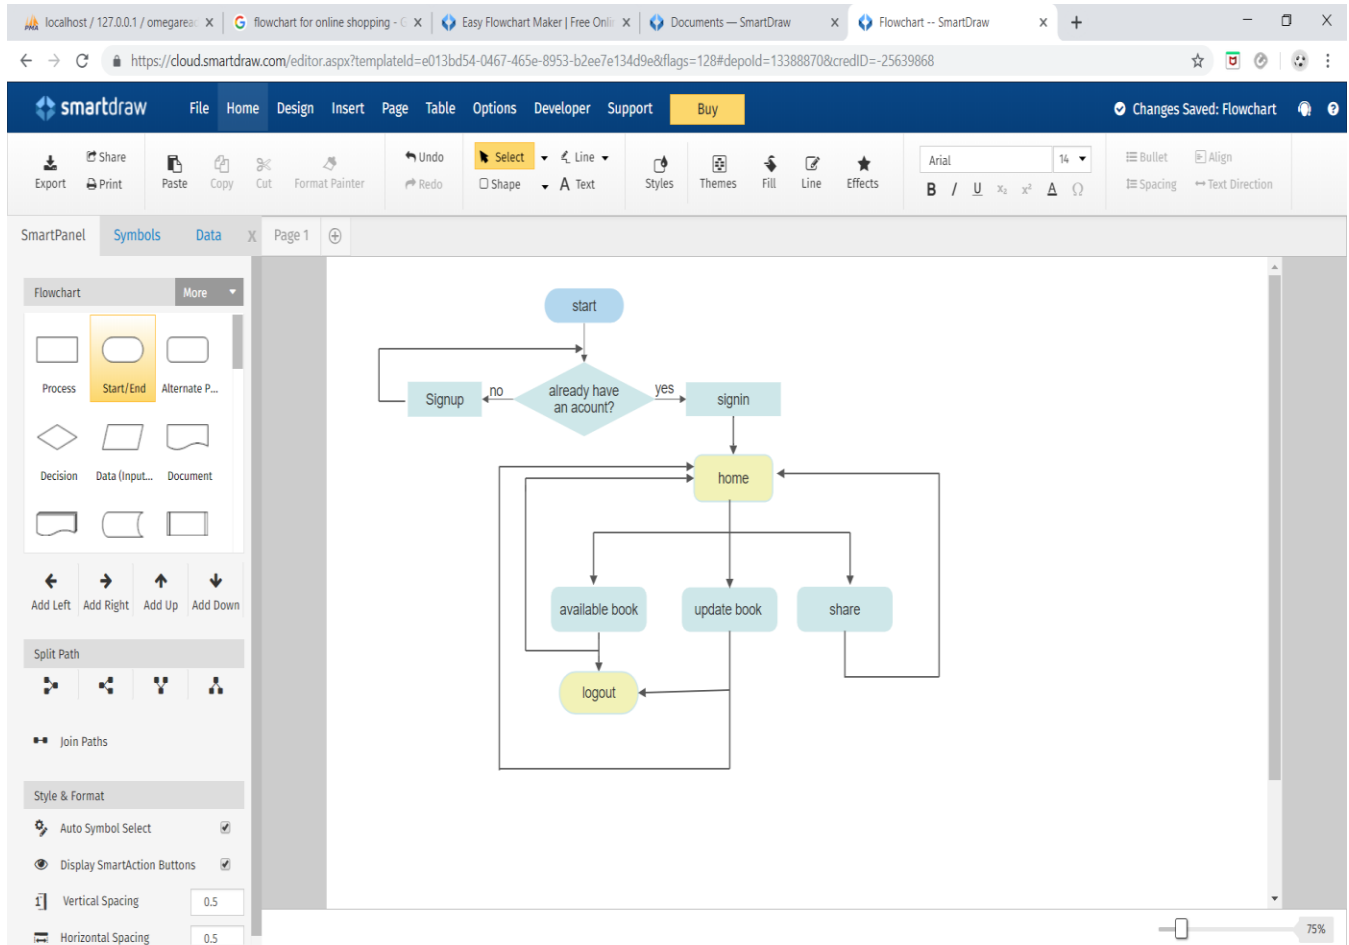 localhost / 127.0.0.1 / omegarea
flowchart for online shopping - G
Easy Flowchart Maker | Free Onlin
Documents — SmartDraw
Flowchart -- SmartDraw
https://cloud.smartdraw.com/editor.aspx?templateId=e013bd54-0467-465e-8953-b2ee7e134d9e&flags=128#depoId=13388870&credID=-25639868
smartdraw
File Home Design Insert Page Table Options Developer Support
Buy
Changes Saved: Flowchart
Export
Share
Print
Paste
Copy
Cut
Format Painter
Undo
Redo
Select
Line
Shape
A Text
Styles
Themes
Fill
Line
Effects
Arial
14
B I U x₂ x² A Ω
Bullet
Align
Spacing
Text Direction
SmartPanel Symbols Data X
Page 1
Flowchart
More
Process Start/End Alternate P...
Decision Data (Input... Document
Add Left Add Right Add Up Add Down
Split Path
Join Paths
Style & Format
Auto Symbol Select
Display SmartAction Buttons
Vertical Spacing 0.5
Horizontal Spacing 0.5
start
already have
an acount?
no
yes
Signup
signin
home
available book
update book
share
logout
75%